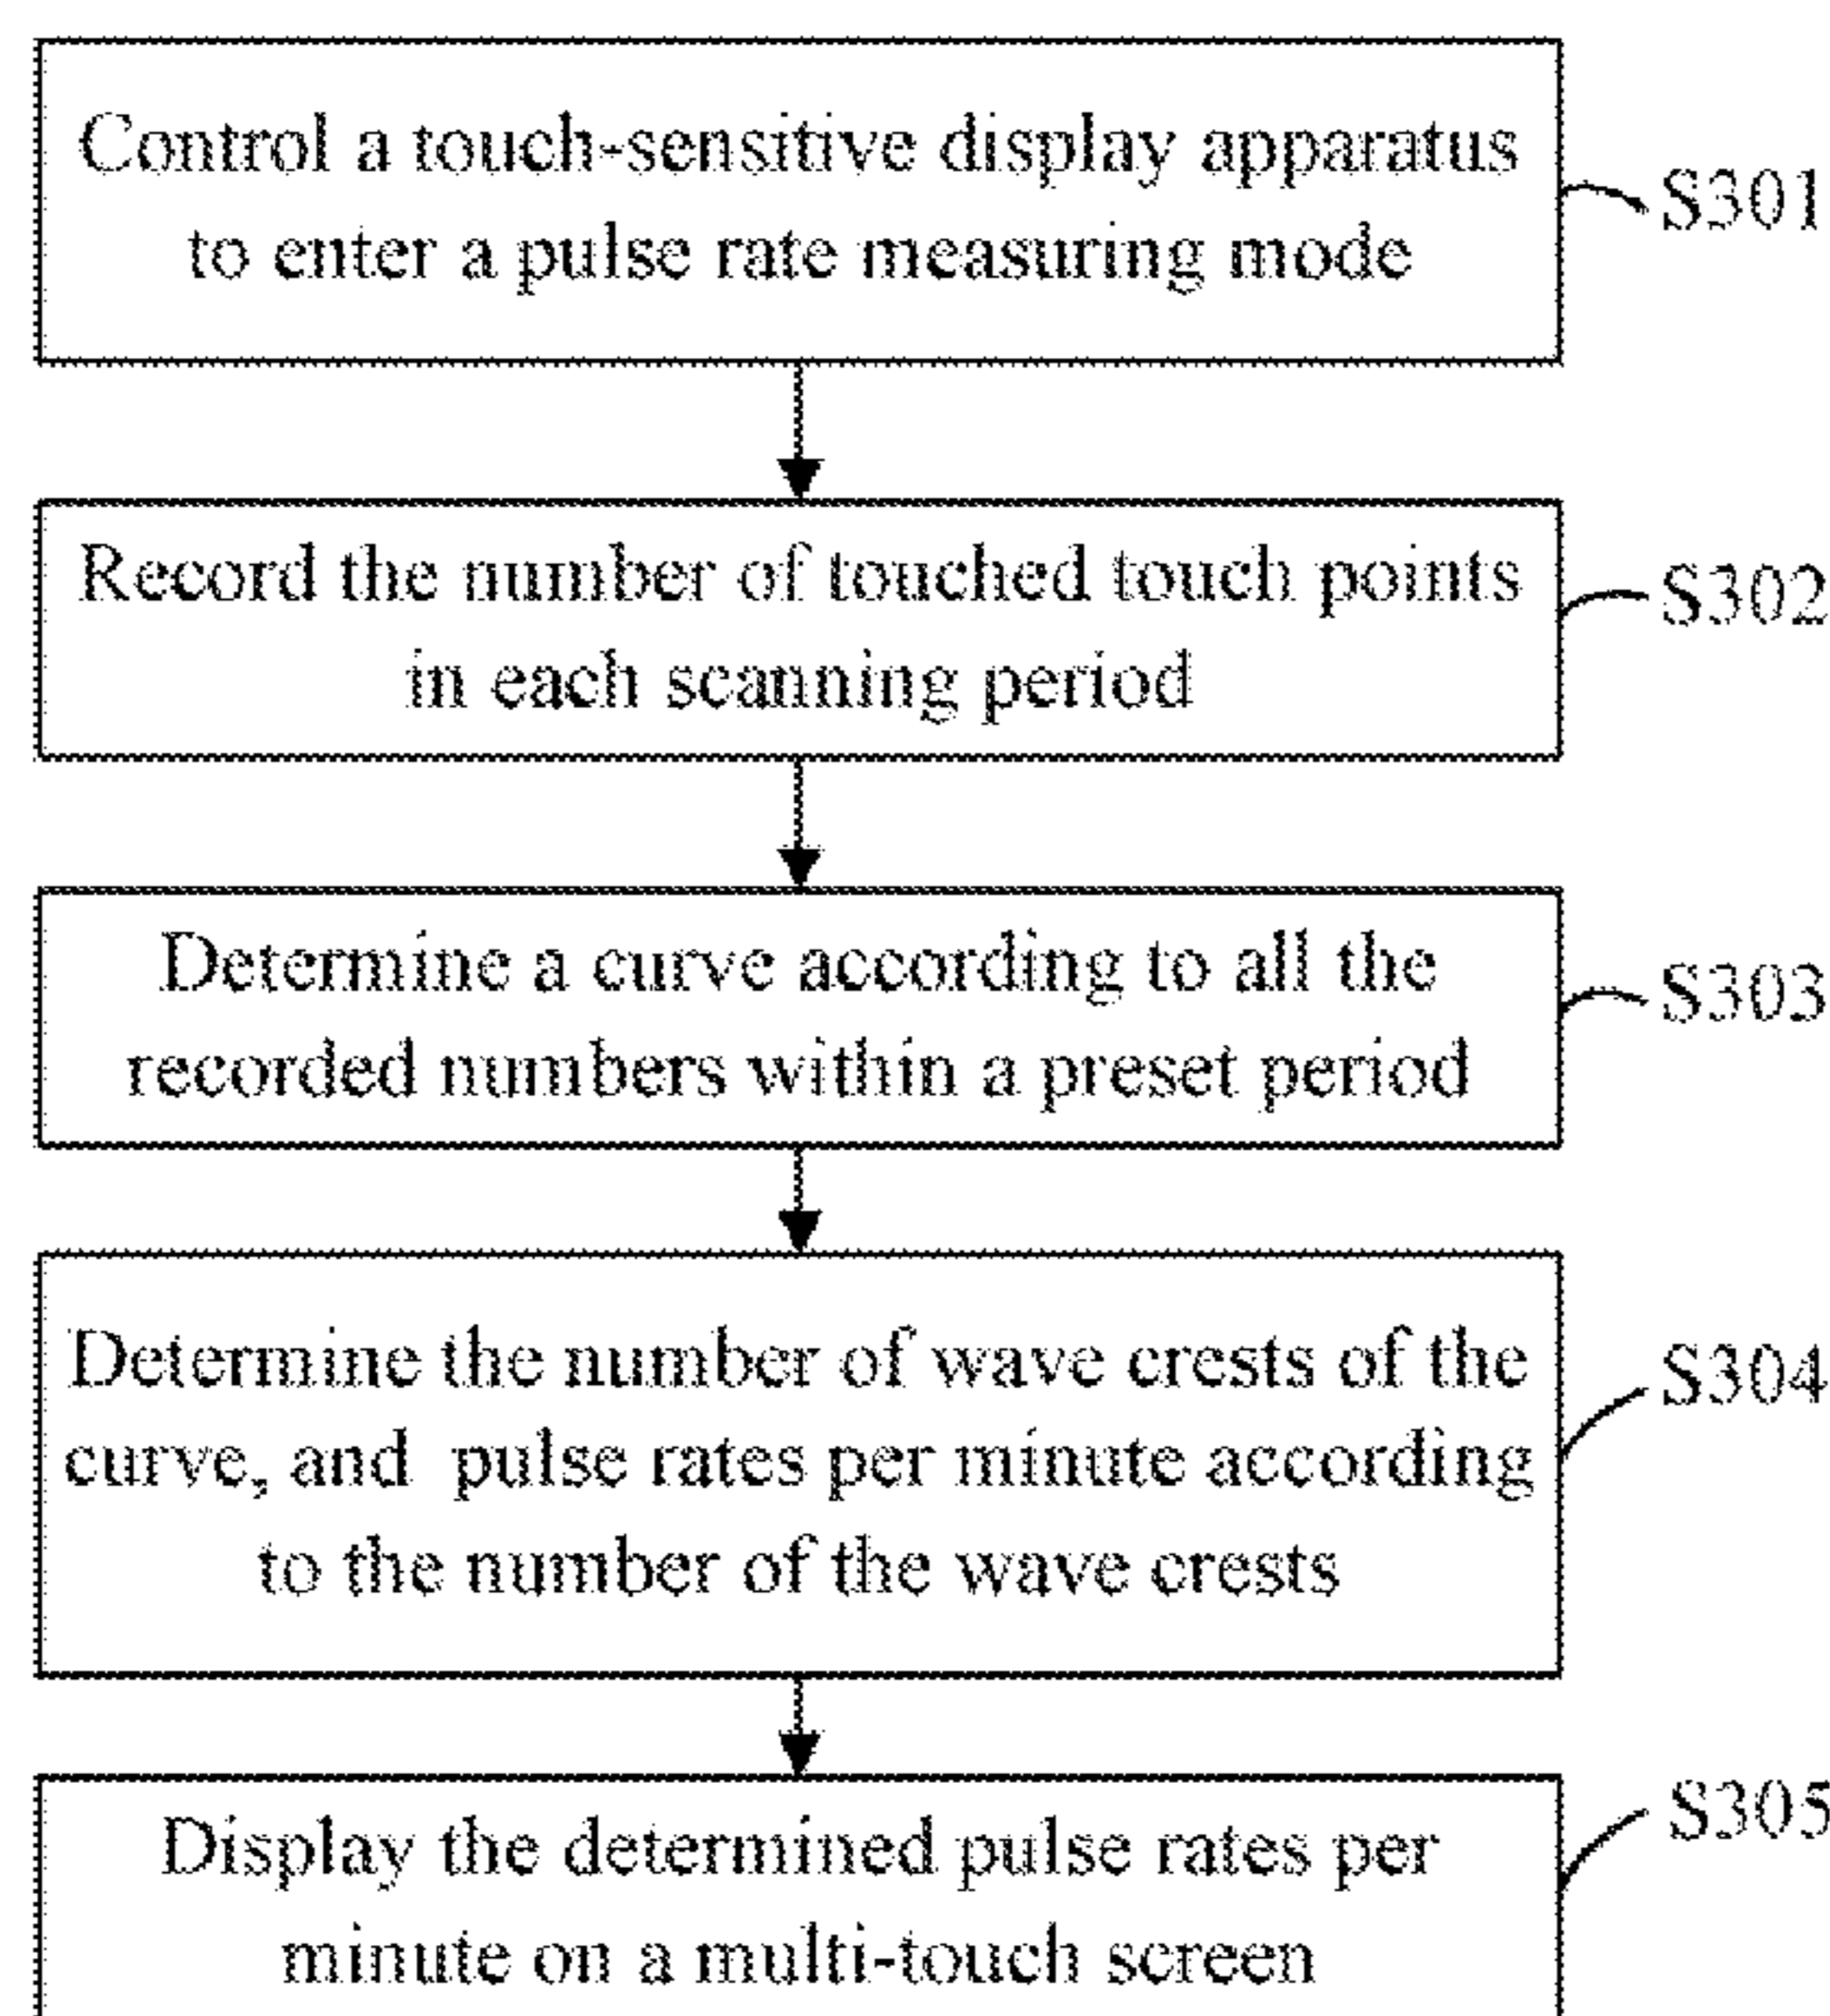 Control a touch-sensitive display apparatus
to enter a pulse rate measuring mode
S301
Record the number of touched touch points
in each scanning period
S302
Determine a curve according to all the
recorded numbers within a preset period
S303
Determine the number of wave crests of the
curve, and pulse rates per minute according
to the number of the wave crests
S304
Display the determined pulse rates per
minute on a multi-touch screen
S305